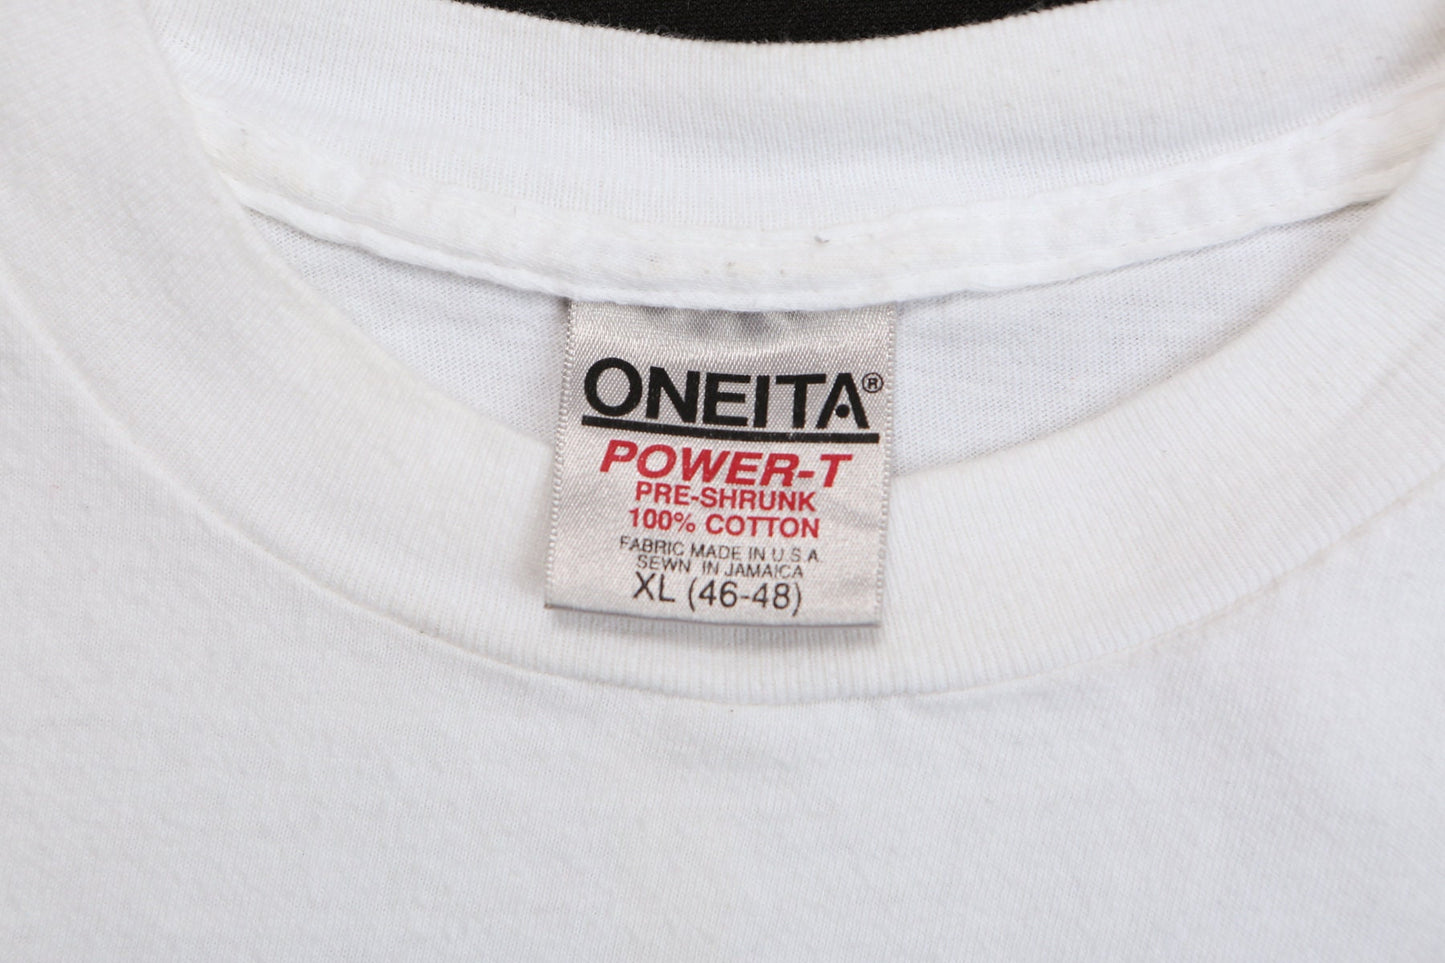 ONEITA®
POWER-T
PRE-SHRUNK
100% COTTON
FABRIC MADE IN U.S.A.
SEWN IN JAMAICA
XL (46-48)